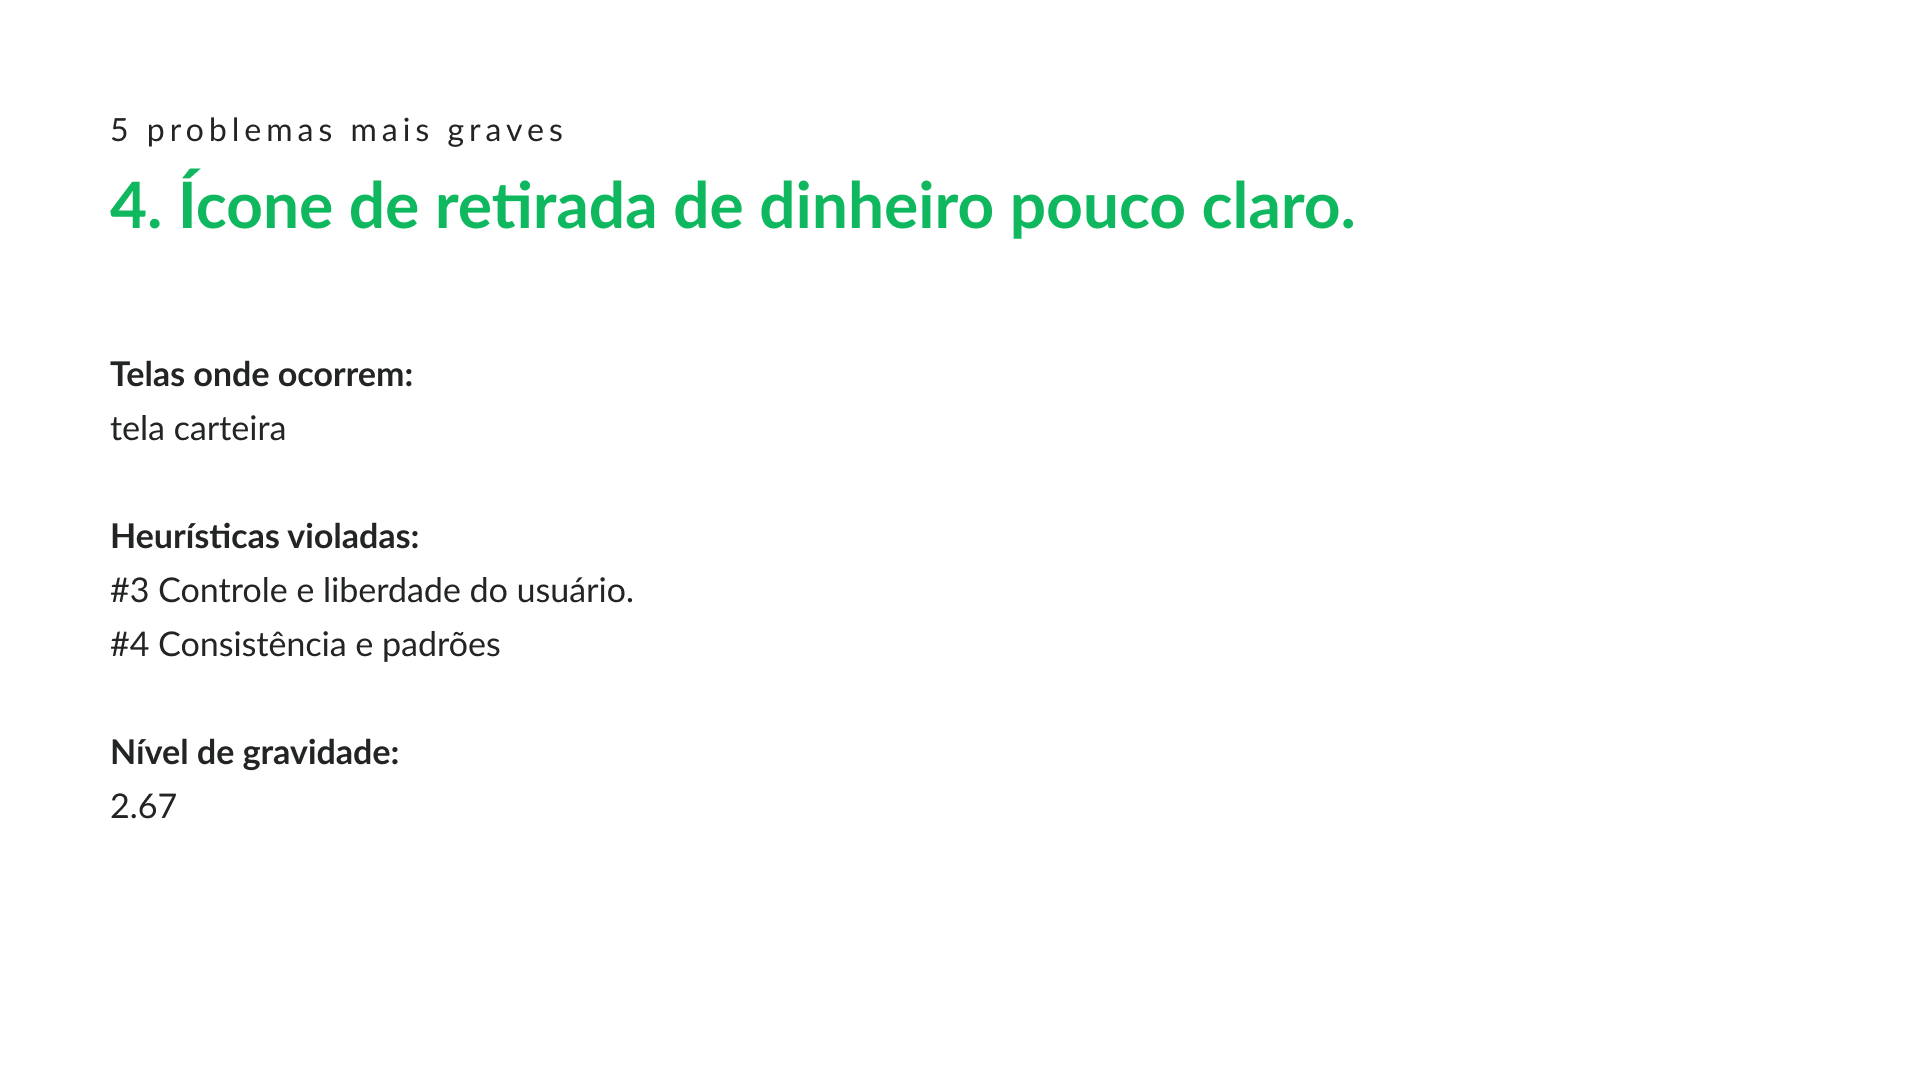 5 problemas mais graves
4. Ícone de retirada de dinheiro pouco claro.
Telas onde ocorrem:
tela carteira
Heurísticas violadas:
#3 Controle e liberdade do usuário.
#4 Consistência e padrões
Nível de gravidade:
2.67